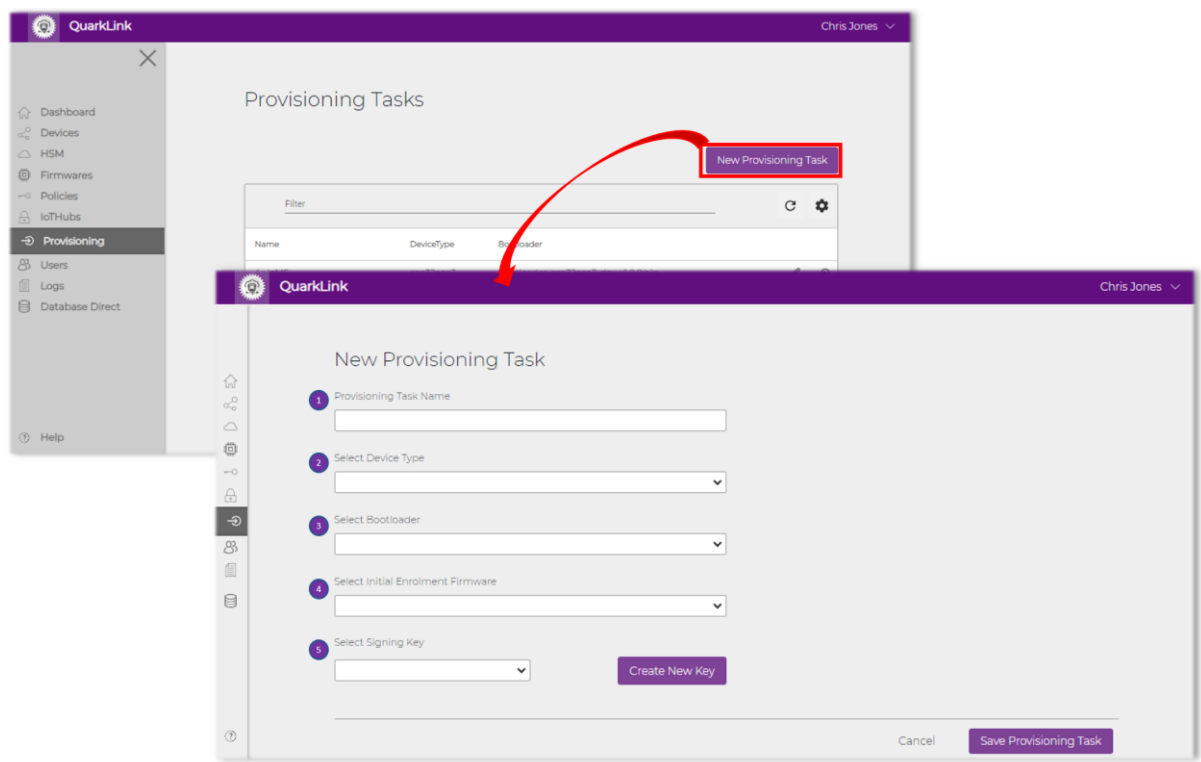 QuarkLink
Chris Jones
Provisioning Tasks
Dashboard
Devices
HSM
Firmwares
Policies
IoTHubs
Provisioning
Users
Logs
Database Direct
Help
New Provisioning Task
Filter
Name DeviceType Bootloader
QuarkLink
Chris Jones
New Provisioning Task
1 Provisioning Task Name
2 Select Device Type
3 Select Bootloader
4 Select Initial Enrolment Firmware
5 Select Signing Key
Create New Key
Cancel Save Provisioning Task